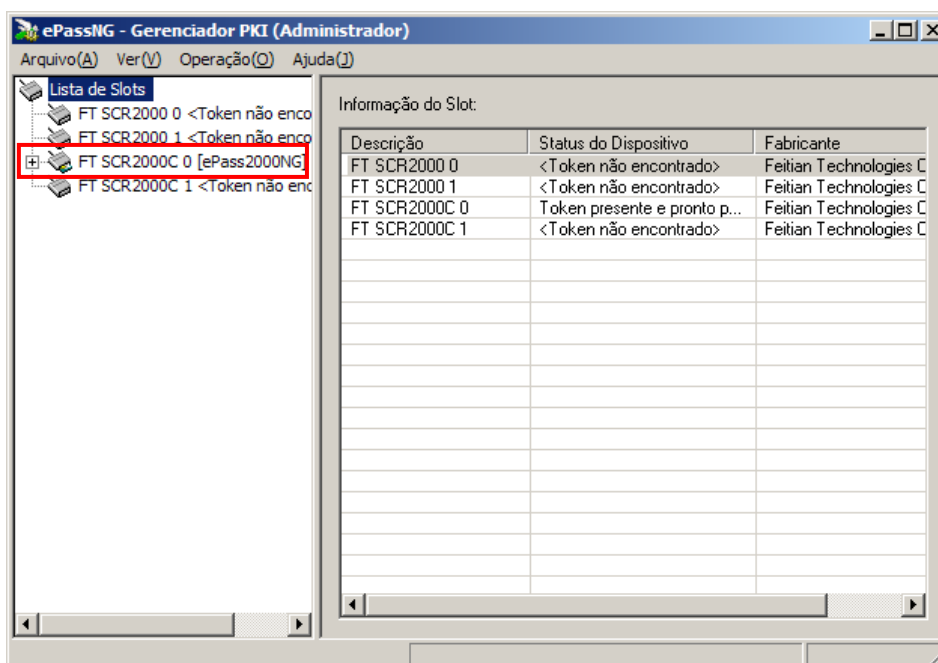 ePassNG - Gerenciador PKI (Administrador)
Arquivo(A) Ver(V) Operação(O) Ajuda(J)
Lista de Slots
FT SCR2000 0 <Token não enco
FT SCR2000 1 <Token não enco
FT SCR2000C 0 [ePass2000NG]
FT SCR2000C 1 <Token não enc
Informação do Slot:
Descrição Status do Dispositivo Fabricante
FT SCR2000 0 <Token não encontrado> Feitian Technologies C
FT SCR2000 1 <Token não encontrado> Feitian Technologies C
FT SCR2000C 0 Token presente e pronto p... Feitian Technologies C
FT SCR2000C 1 <Token não encontrado> Feitian Technologies C